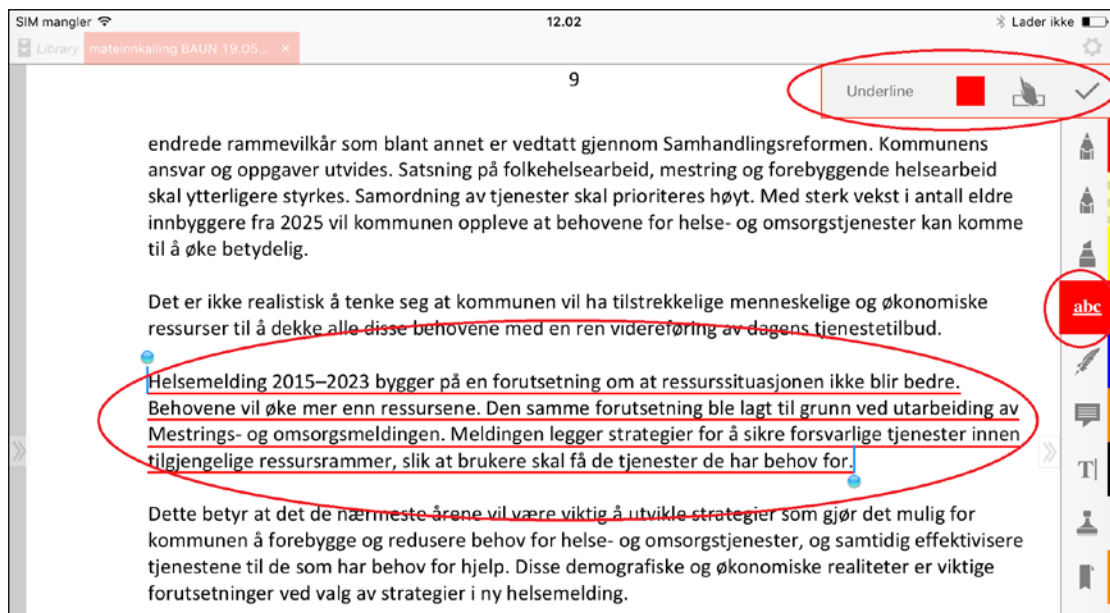 SIM mangler
12.02
Lader ikke
Library
møteinnkalling BAUN 19.05... ×
9
Underline
endrede rammevilkår som blant annet er vedtatt gjennom Samhandlingsreformen. Kommunens
ansvar og oppgaver utvides. Satsning på folkehelsearbeid, mestring og forebyggende helsearbeid
skal ytterligere styrkes. Samordning av tjenester skal prioriteres høyt. Med sterk vekst i antall eldre
innbyggere fra 2025 vil kommunen oppleve at behovene for helse- og omsorgstjenester kan komme
til å øke betydelig.
Det er ikke realistisk å tenke seg at kommunen vil ha tilstrekkelige menneskelige og økonomiske
ressurser til å dekke alle disse behovene med en ren videreføring av dagens tjenestetilbud.
abc
Helsemelding 2015–2023 bygger på en forutsetning om at ressurssituasjonen ikke blir bedre.
Behovene vil øke mer enn ressursene. Den samme forutsetning ble lagt til grunn ved utarbeiding av
Mestrings- og omsorgsmeldingen. Meldingen legger strategier for å sikre forsvarlige tjenester innen
tilgjengelige ressursrammer, slik at brukere skal få de tjenester de har behov for.
T
Dette betyr at det de nærmeste årene vil være viktig å utvikle strategier som gjør det mulig for
kommunen å forebygge og redusere behov for helse- og omsorgstjenester, og samtidig effektivisere
tjenestene til de som har behov for hjelp. Disse demografiske og økonomiske realiteter er viktige
forutsetninger ved valg av strategier i ny helsemelding.